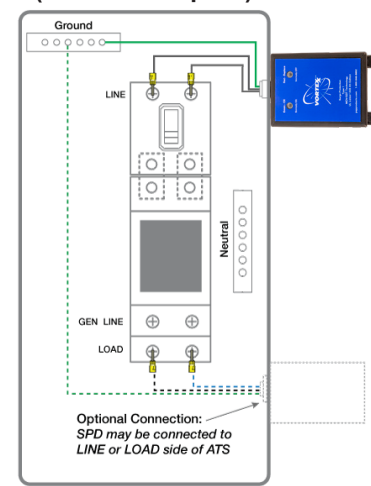 Ground
LINE
VORTEX
Neutral
GEN LINE
LOAD
Optional Connection:
SPD may be connected to
LINE or LOAD side of ATS